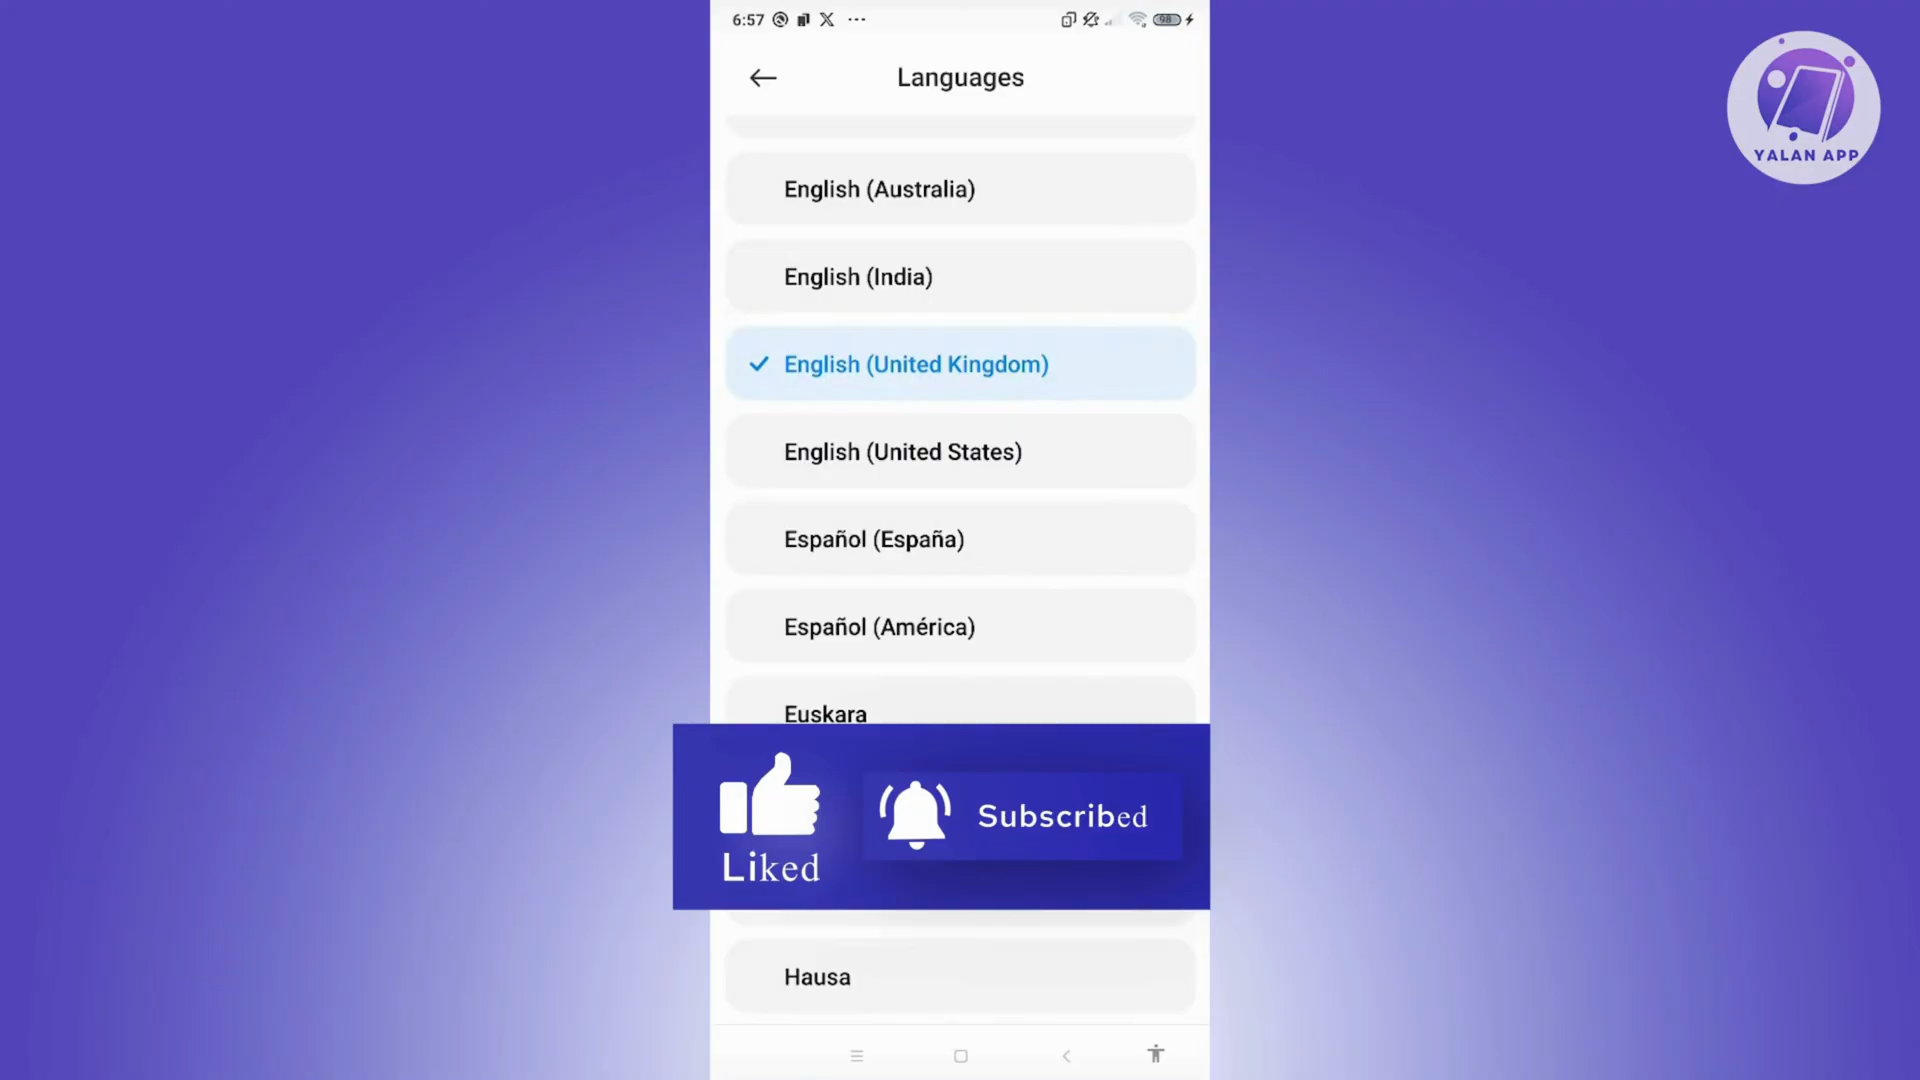 6:57
98
Languages
YALAN APP
English (Australia)
English (India)
English (United Kingdom)
English (United States)
Español (España)
Español (América)
Euskara
Liked
Subscribed
Hausa